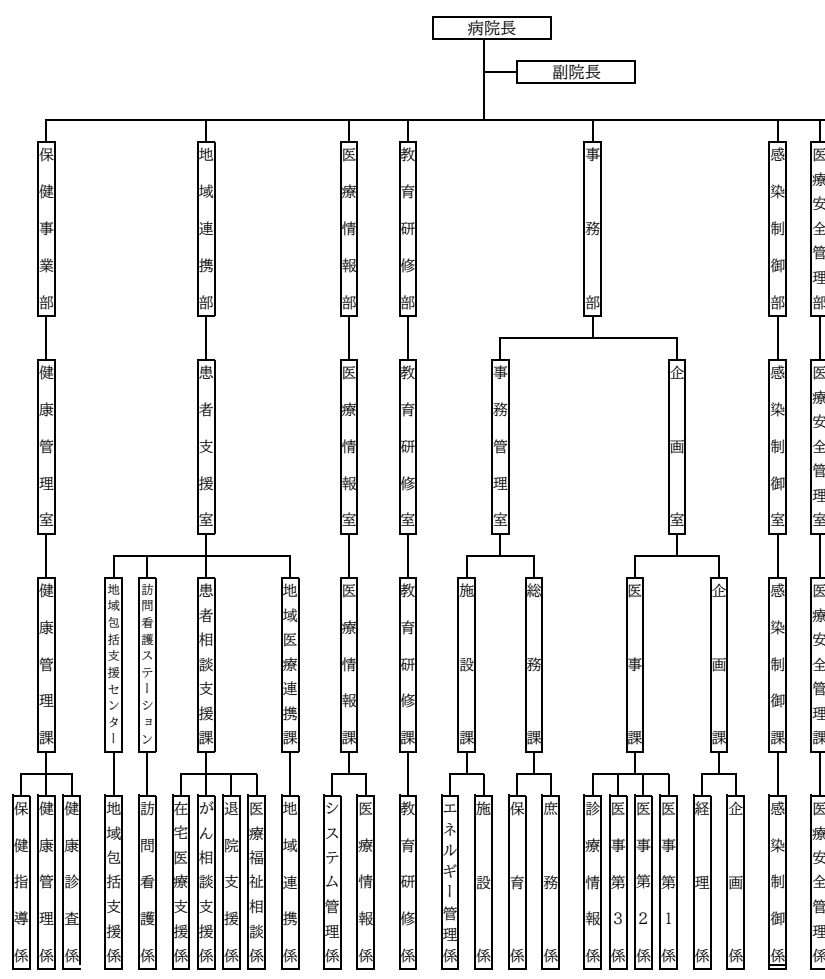 病院長
副院長
保健事業部
地域連携部
医療情報部
教育研修部
事務部
感染制御部
医療安全管理部
健康管理室
患者支援室
医療情報室
教育研修室
事務管理室
企画室
感染制御室
医療安全管理室
健康管理課
地域包括支援センター
訪問看護ステーション
患者相談支援課
地域医療連携課
医療情報課
教育研修課
施設課
総務課
医事課
企画課
感染制御課
医療安全管理課
保健指導係
健康管理係
健康診査係
地域包括支援係
訪問看護係
在宅医療支援係
がん相談支援係
退院支援係
医療福祉相談係
地域連携係
システム管理係
医療情報係
教育研修係
エネルギー管理係
施設係
保育係
庶務係
診療情報係
医事第3係
医事第2係
医事第1係
経理係
企画係
感染制御係
医療安全管理係